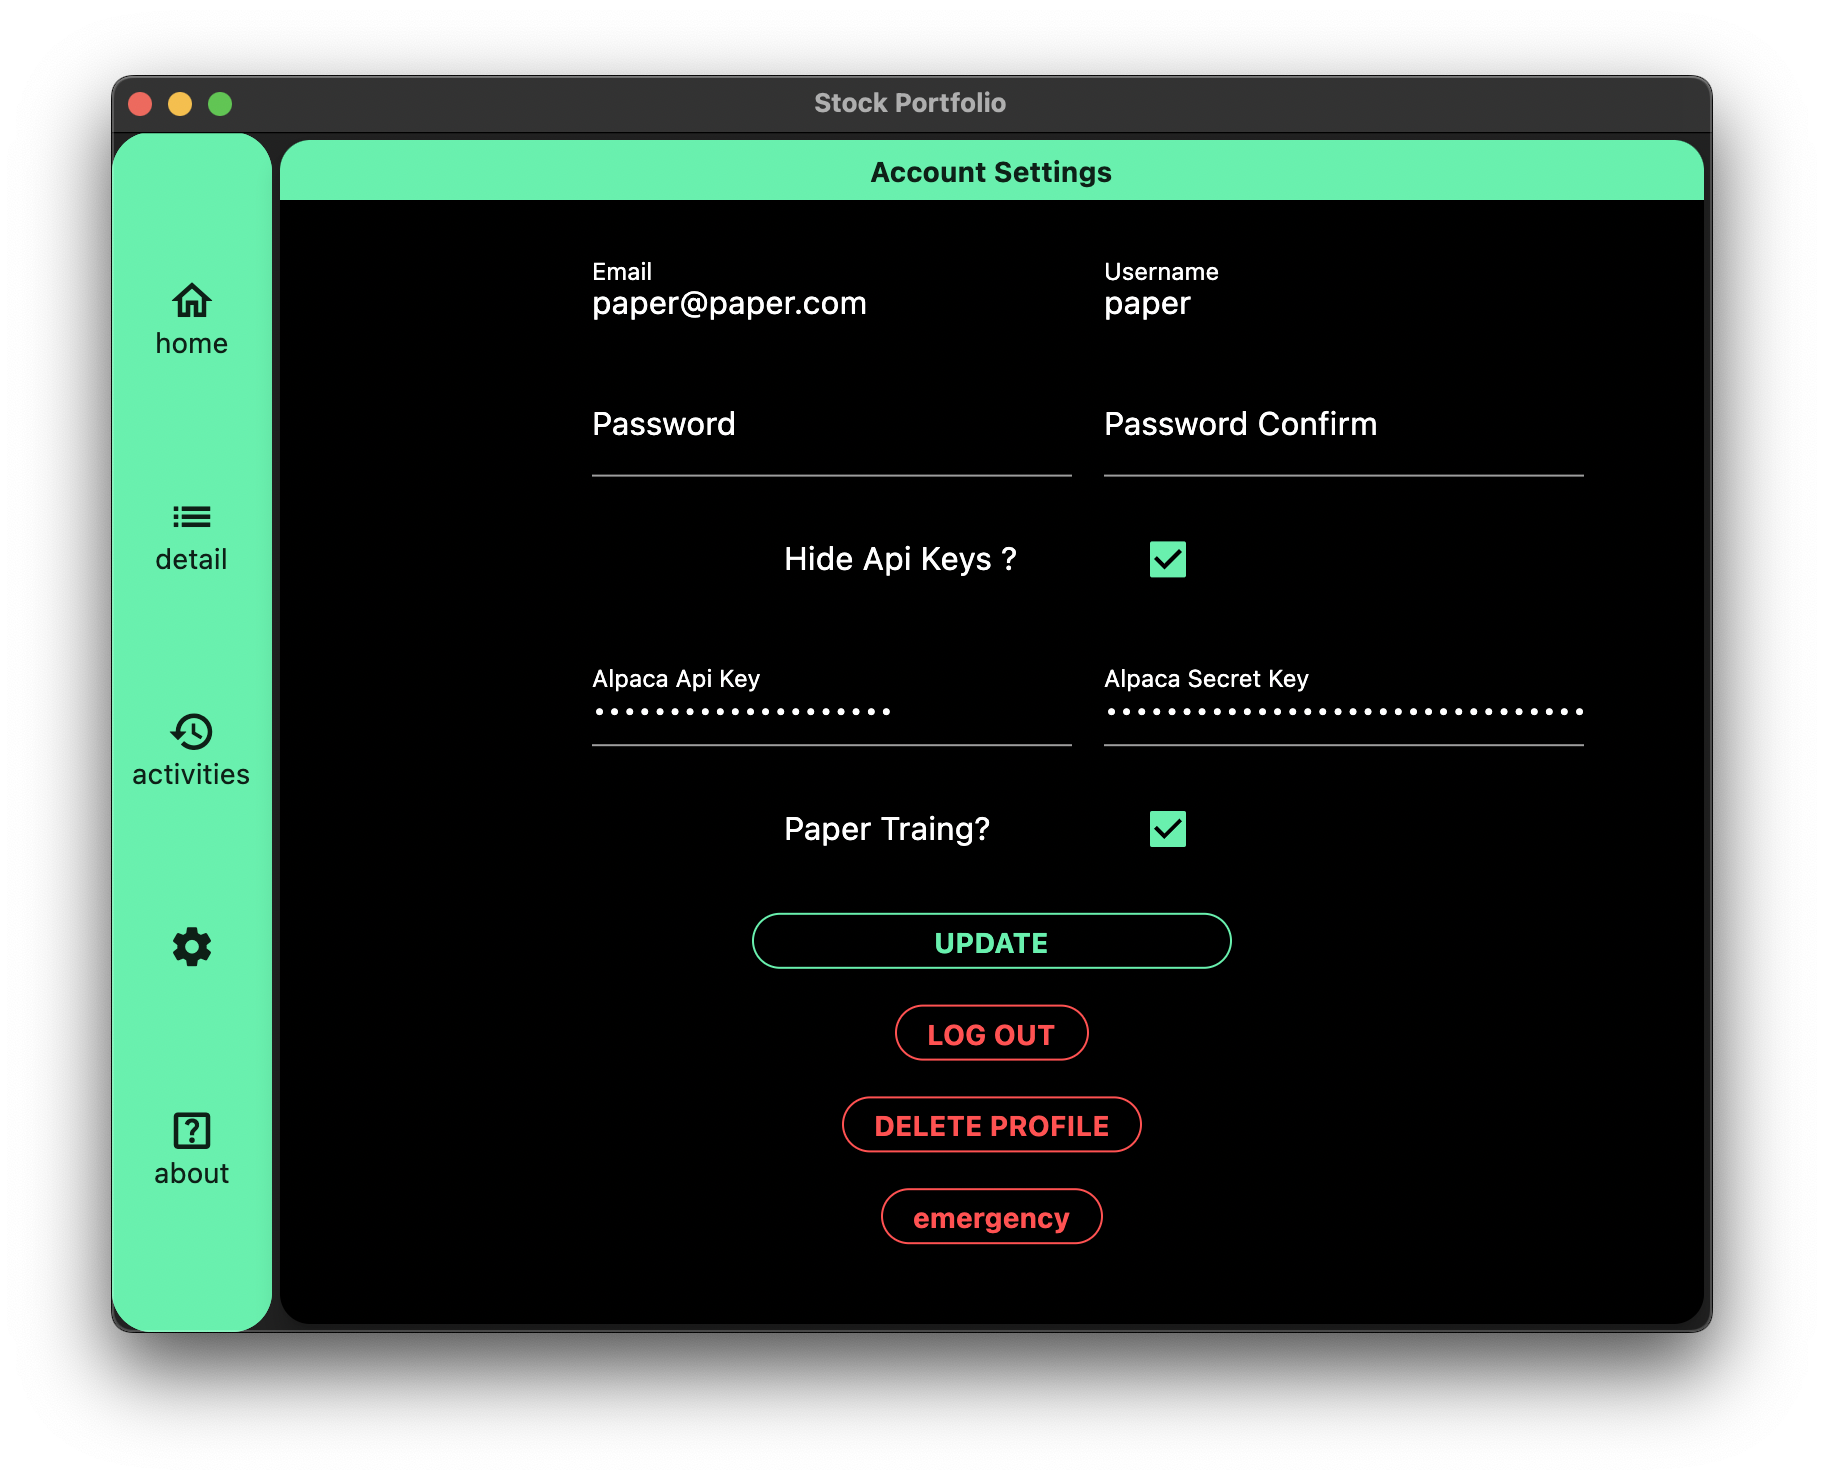 Stock Portfolio
Account Settings
home
detail
activities
about
Email
paper@paper.com
Username
paper
Password
Password Confirm
Hide Api Keys ?
Alpaca Api Key
Alpaca Secret Key
Paper Traing?
UPDATE
LOG OUT
DELETE PROFILE
emergency